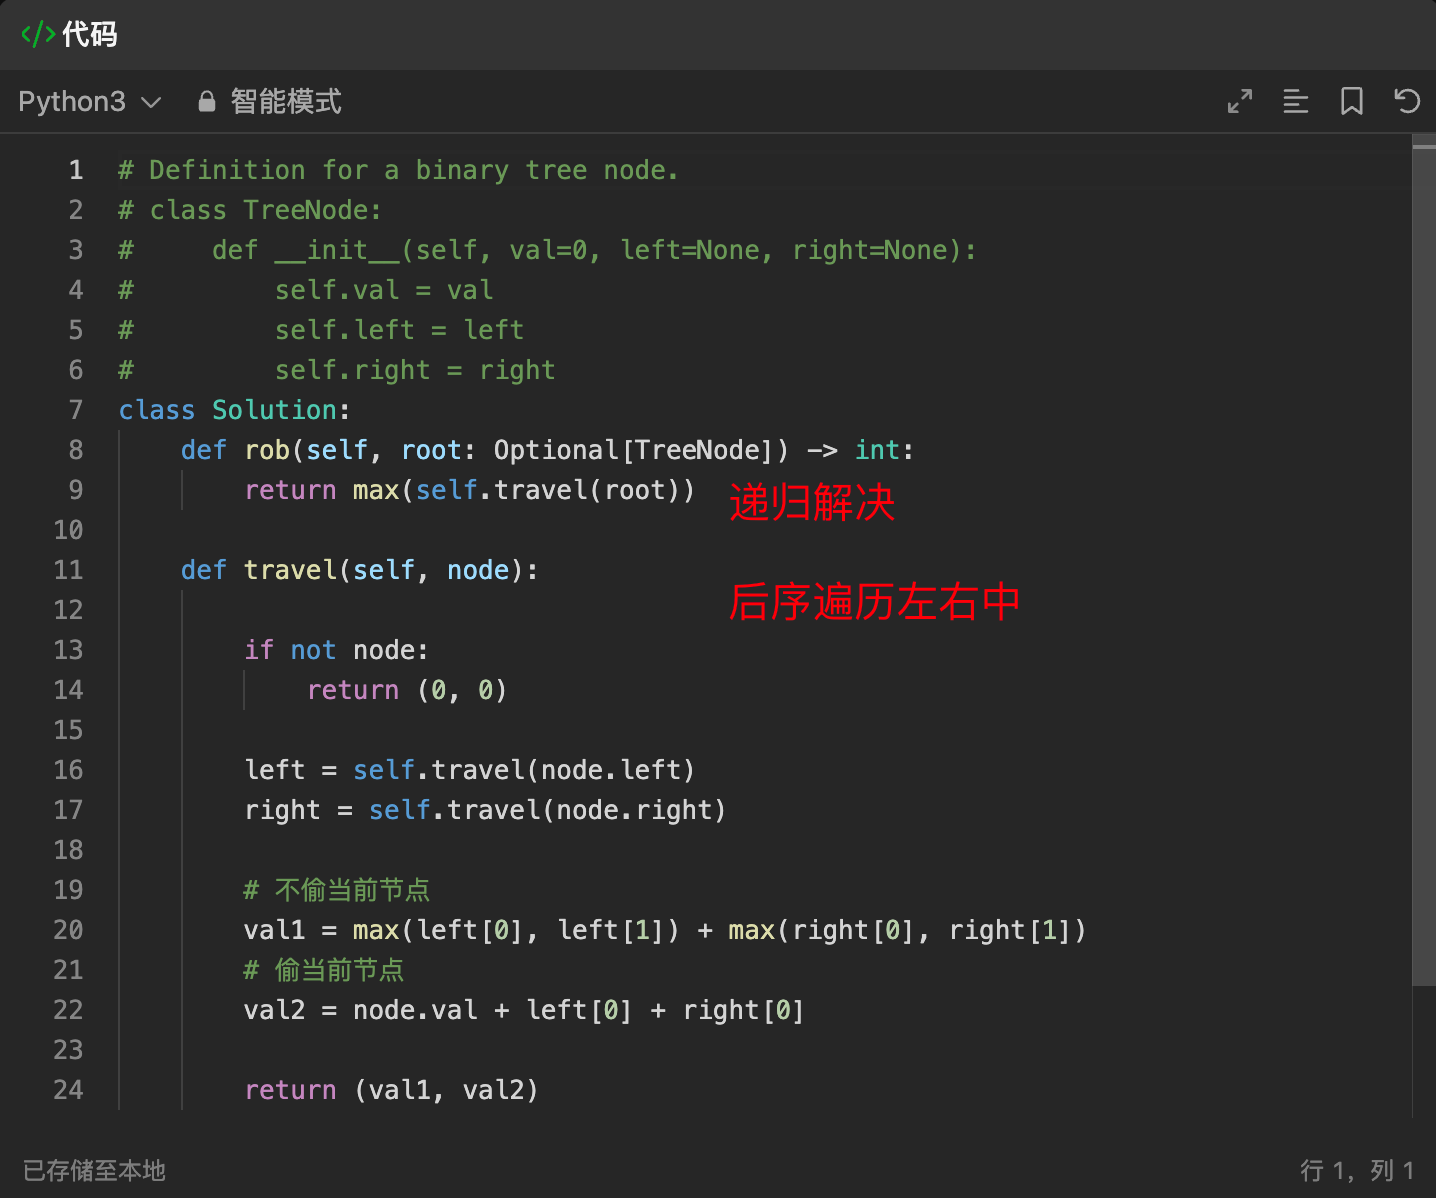 </> 代码
Python3 智能模式
1 # Definition for a binary tree node.
2 # class TreeNode:
3 #     def __init__(self, val=0, left=None, right=None):
4 #         self.val = val
5 #         self.left = left
6 #         self.right = right
7 class Solution:
8     def rob(self, root: Optional[TreeNode]) -> int:
9         return max(self.travel(root)) 递归解决
10
11     def travel(self, node):
后序遍历左右中
12
13         if not node:
14             return (0, 0)
15
16         left = self.travel(node.left)
17         right = self.travel(node.right)
18
19         # 不偷当前节点
20         val1 = max(left[0], left[1]) + max(right[0], right[1])
21         # 偷当前节点
22         val2 = node.val + left[0] + right[0]
23
24         return (val1, val2)
已存储至本地 行 1, 列 1